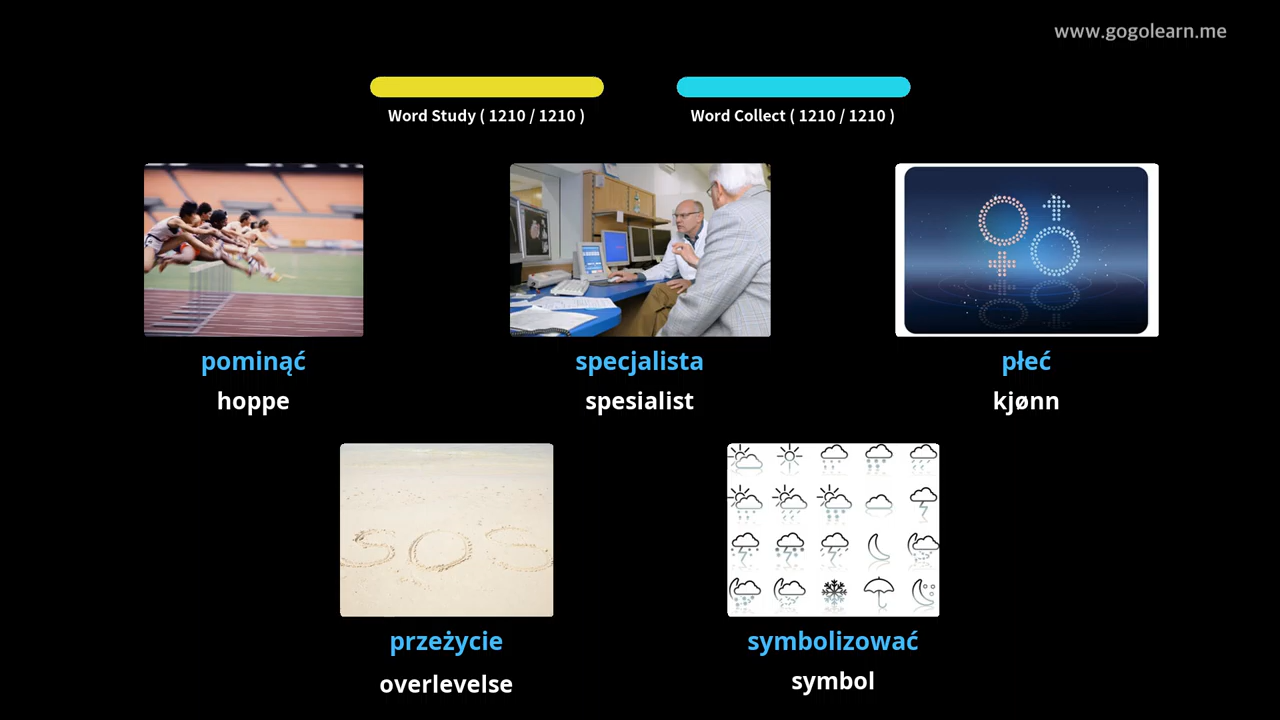 www.gogolearn.me
Word Study ( 1210 / 1210 )
Word Collect ( 1210 / 1210 )
pominąć
hoppe
specjalista
spesialist
płeć
kjønn
SOS
przeżycie
overlevelse
symbolizować
symbol